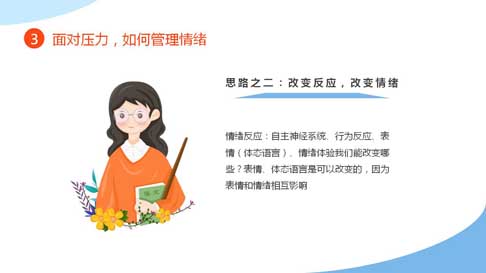 3 面对压力，如何管理情绪
思路之二：改变反应，改变情绪
情绪反应：自主神经系统、行为反应、表
情（体态语言）、情绪体验我们能改变哪
些？表情、体态语言是可以改变的，因为
表情和情绪相互影响